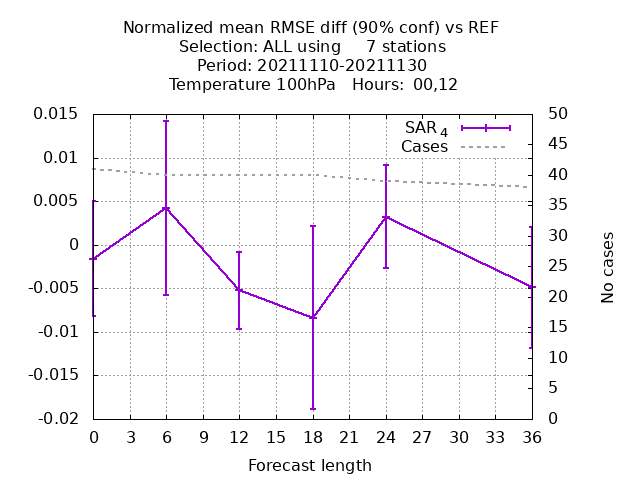 Normalized mean RMSE diff (90% conf) vs REF
Selection: ALL using 7 stations
Period: 20211110-20211130
Temperature 100hPa Hours: 00,12
0.015
0.01
0.005
0
-0.005
-0.01
-0.015
-0.02
SAR 4
Cases
50
45
40
35
30
25
20
15
10
5
0
No cases
0 3 6 9 12 15 18 21 24 27 30 33 36
Forecast length